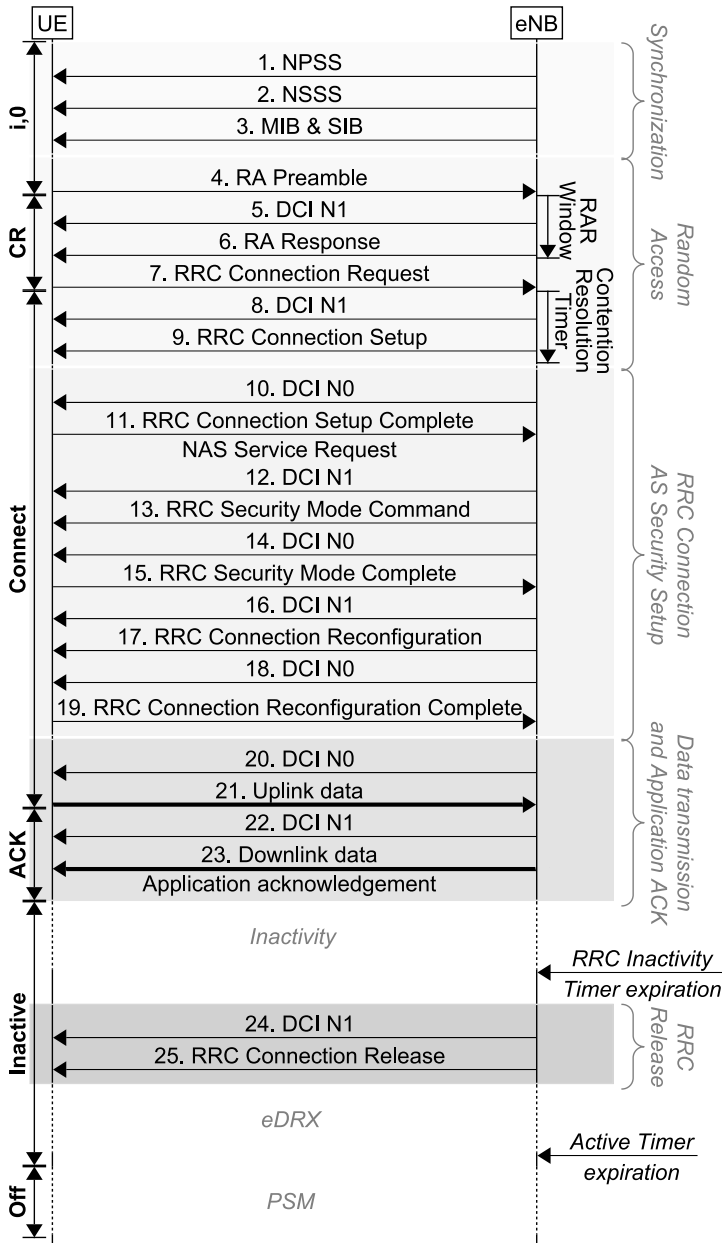 UE
eNB
1. NPSS
2. NSSS
3. MIB & SIB
4. RA Preamble
5. DCI N1
6. RA Response
7. RRC Connection Request
8. DCI N1
9. RRC Connection Setup
10. DCI N0
11. RRC Connection Setup Complete
NAS Service Request
12. DCI N1
13. RRC Security Mode Command
14. DCI N0
15. RRC Security Mode Complete
16. DCI N1
17. RRC Connection Reconfiguration
18. DCI N0
19. RRC Connection Reconfiguration Complete
20. DCI N0
21. Uplink data
22. DCI N1
23. Downlink data
Application acknowledgement
Inactivity
RRC Inactivity
Timer expiration
24. DCI N1
25. RRC Connection Release
eDRX
Active Timer
expiration
PSM
i,0
CR
Connect
ACK
Inactive
Off
RAR
Window
Contention
Resolution
Timer
Synchronization
Random
Access
RRC Connection
AS Security Setup
Data transmission
and Application ACK
RRC
Release